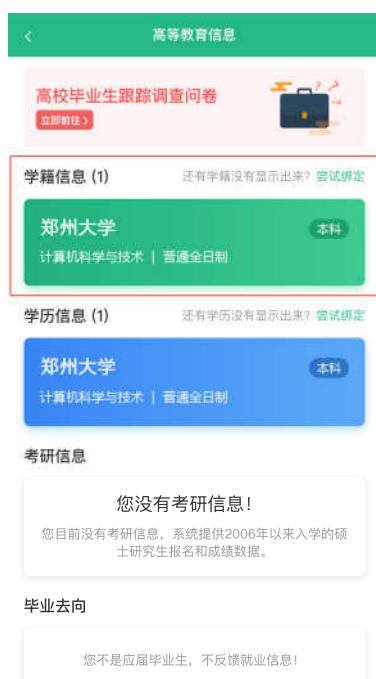 高等教育信息
高校毕业生跟踪调查问卷
立即前往 >
学籍信息 (1)
还有学籍没有显示出来? 尝试绑定
郑州大学
本科
计算机科学与技术 | 普通全日制
学历信息 (1)
还有学历没有显示出来? 尝试绑定
郑州大学
本科
计算机科学与技术 | 普通全日制
考研信息
您没有考研信息!
您目前没有考研信息，系统提供2006年以来入学的硕
士研究生报名和成绩数据。
毕业去向
您不是应届毕业生，不反馈就业信息!